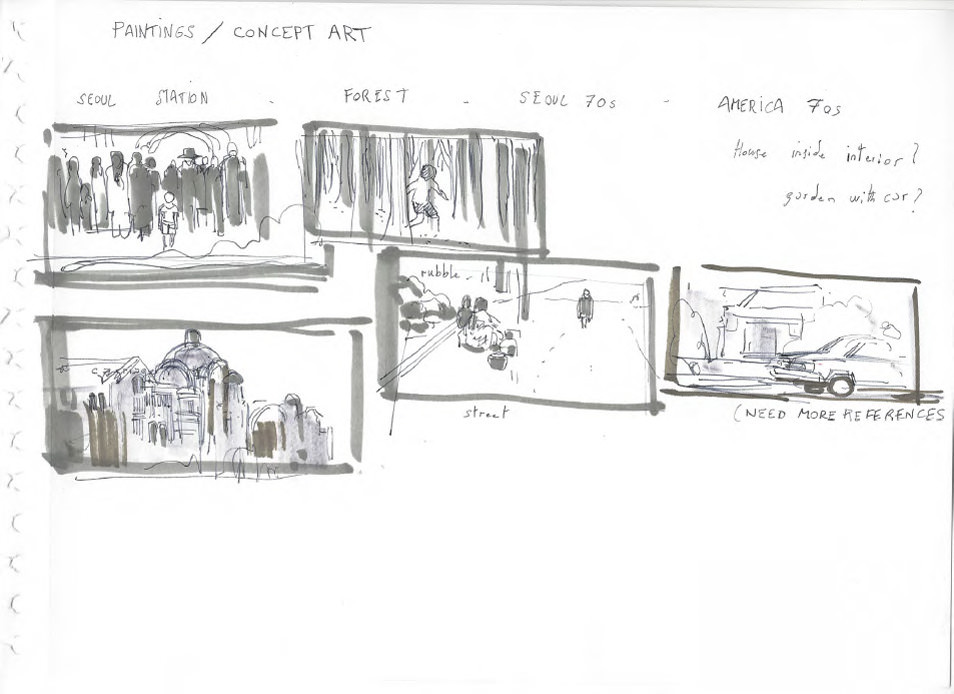 PAINTINGS / CONCEPT ART
SEOUL STATION - FOREST - SEOUL 70s - AMERICA 70s
House inside interior?
garden with car?
rubble
street
(NEED MORE REFERENCES